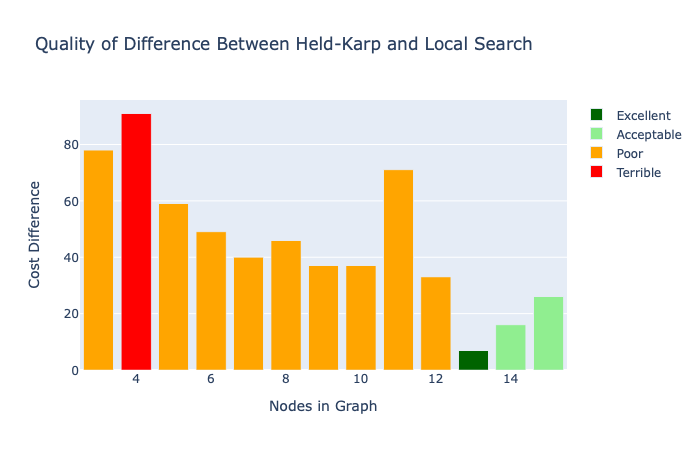 Quality of Difference Between Held-Karp and Local Search
Excellent
Acceptable
Poor
Terrible
Cost Difference
80
60
40
20
0
4 6 8 10 12 14
Nodes in Graph